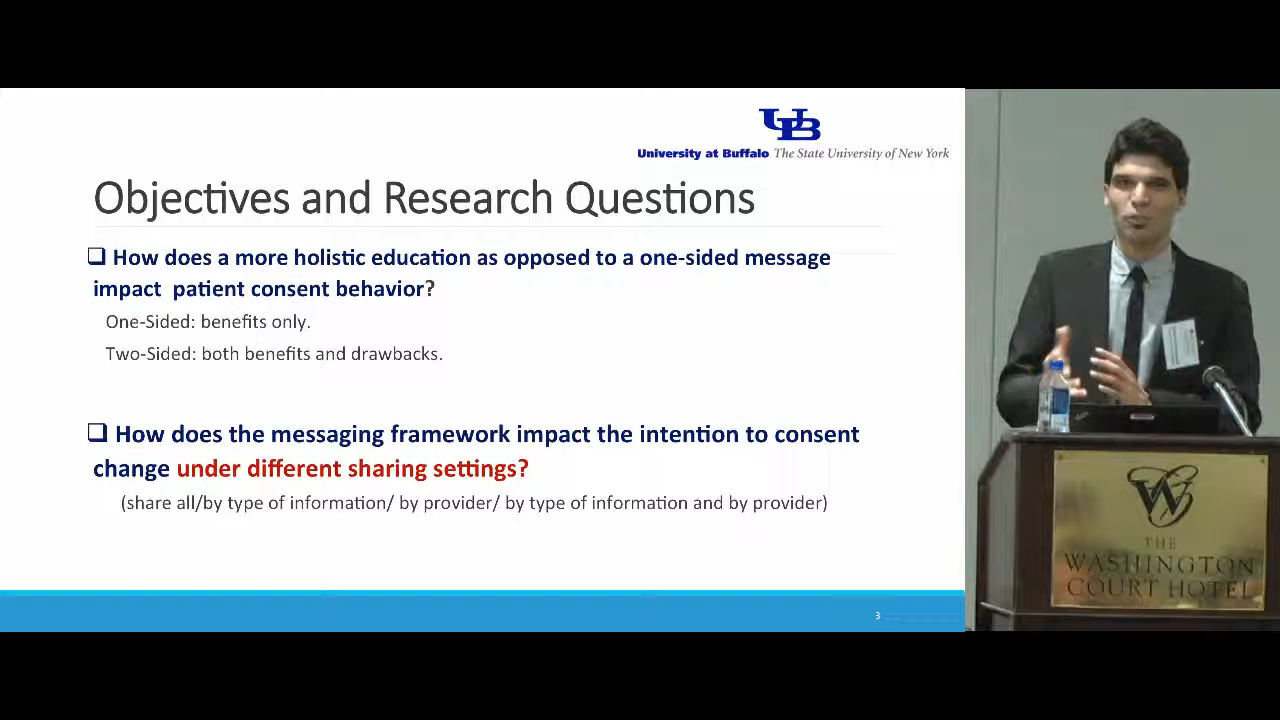 UB
University at Buffalo The State University of New York
Objectives and Research Questions
How does a more holistic education as opposed to a one-sided message
impact patient consent behavior?
One-Sided: benefits only.
Two-Sided: both benefits and drawbacks.
How does the messaging framework impact the intention to consent
change under different sharing settings?
(share all/by type of information/ by provider/ by type of information and by provider)
3
W
THE
WASHINGTON
COURT HOTEL